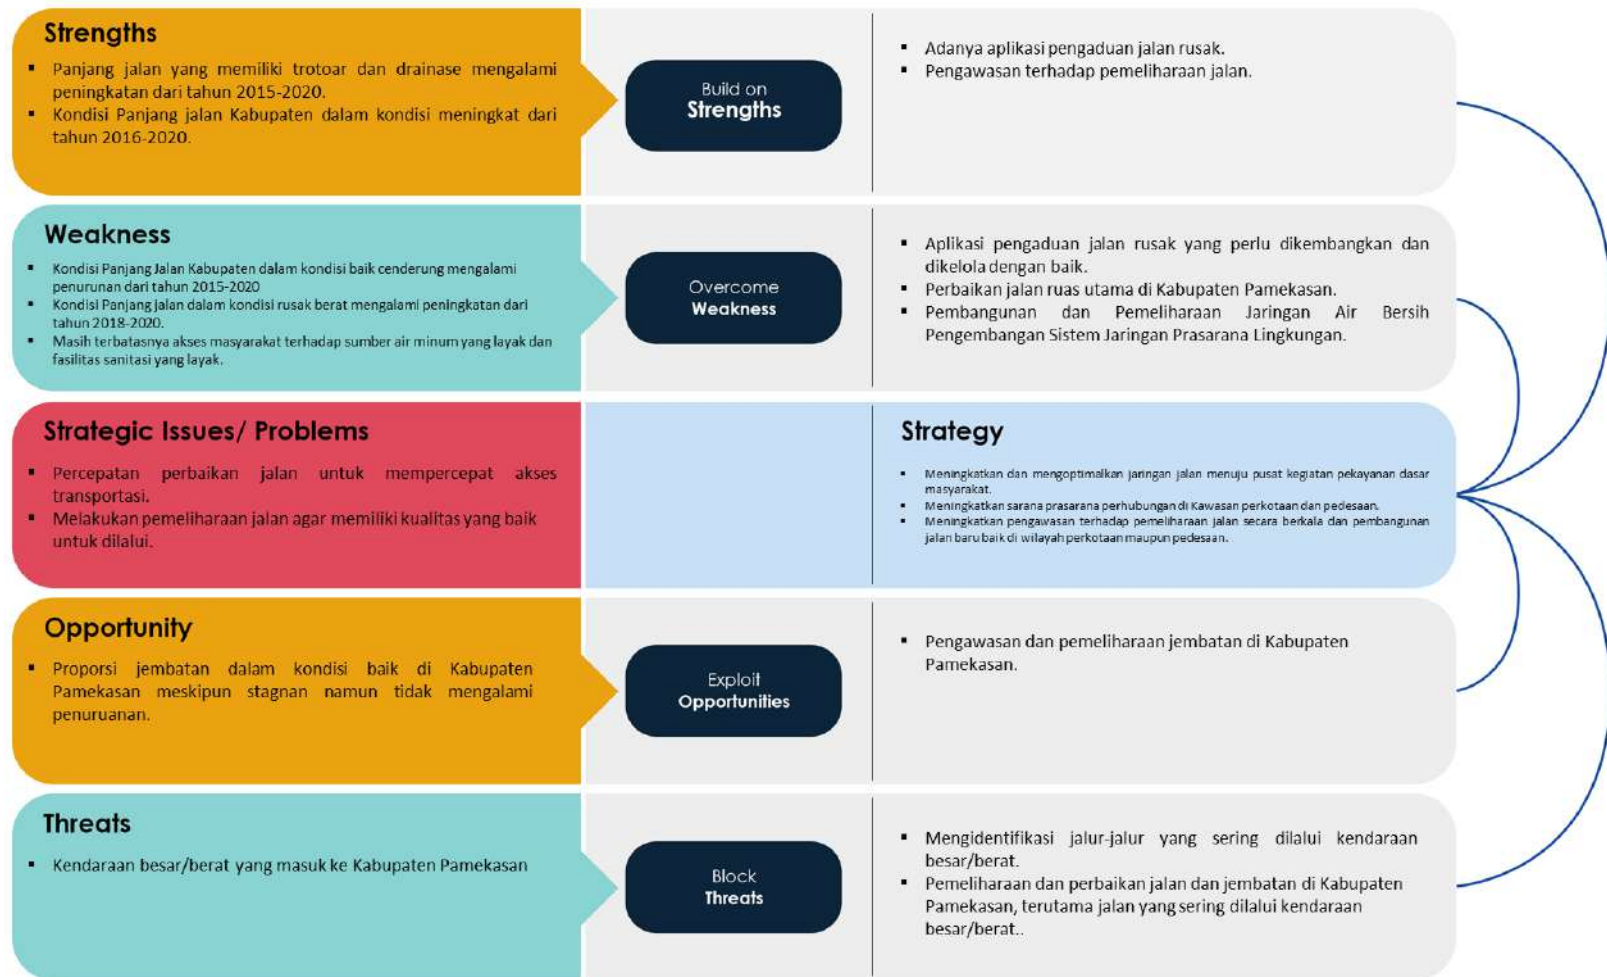 Strengths
▪ Panjang jalan yang memiliki trotoar dan drainase mengalami
peningkatan dari tahun 2015-2020.
▪ Kondisi Panjang jalan Kabupaten dalam kondisi meningkat dari
tahun 2016-2020.
Build on
Strengths
▪ Adanya aplikasi pengaduan jalan rusak.
▪ Pengawasan terhadap pemeliharaan jalan.
Weakness
▪ Kondisi Panjang Jalan Kabupaten dalam kondisi baik cenderung mengalami
penurunan dari tahun 2015-2020
▪ Kondisi Panjang jalan dalam kondisi rusak berat mengalami peningkatan dari
tahun 2018-2020.
▪ Masih terbatasnya akses masyarakat terhadap sumber air minum yang layak dan
fasilitas sanitasi yang layak.
Overcome
Weakness
▪ Aplikasi pengaduan jalan rusak yang perlu dikembangkan dan
dikelola dengan baik.
▪ Perbaikan jalan ruas utama di Kabupaten Pamekasan.
▪ Pembangunan dan Pemeliharaan Jaringan Air Bersih
Pengembangan Sistem Jaringan Prasarana Lingkungan.
Strategic Issues/ Problems
▪ Percepatan perbaikan jalan untuk mempercepat akses
transportasi.
▪ Melakukan pemeliharaan jalan agar memiliki kualitas yang baik
untuk dilalui.
Strategy
▪ Meningkatkan dan mengoptimalkan jaringan jalan menuju pusat kegiatan pekayanan dasar
masyarakat.
▪ Meningkatkan sarana prasarana perhubungan di Kawasan perkotaan dan pedesaan.
▪ Meningkatkan pengawasan terhadap pemeliharaan jalan secara berkala dan pembangunan
jalan baru baik di wilayah perkotaan maupun pedesaan.
Opportunity
▪ Proporsi jembatan dalam kondisi baik di Kabupaten
Pamekasan meskipun stagnan namun tidak mengalami
penuruanan.
Exploit
Opportunities
▪ Pengawasan dan pemeliharaan jembatan di Kabupaten
Pamekasan.
Threats
▪ Kendaraan besar/berat yang masuk ke Kabupaten Pamekasan
Block
Threats
▪ Mengidentifikasi jalur-jalur yang sering dilalui kendaraan
besar/berat.
▪ Pemeliharaan dan perbaikan jalan dan jembatan di Kabupaten
Pamekasan, terutama jalan yang sering dilalui kendaraan
besar/berat..